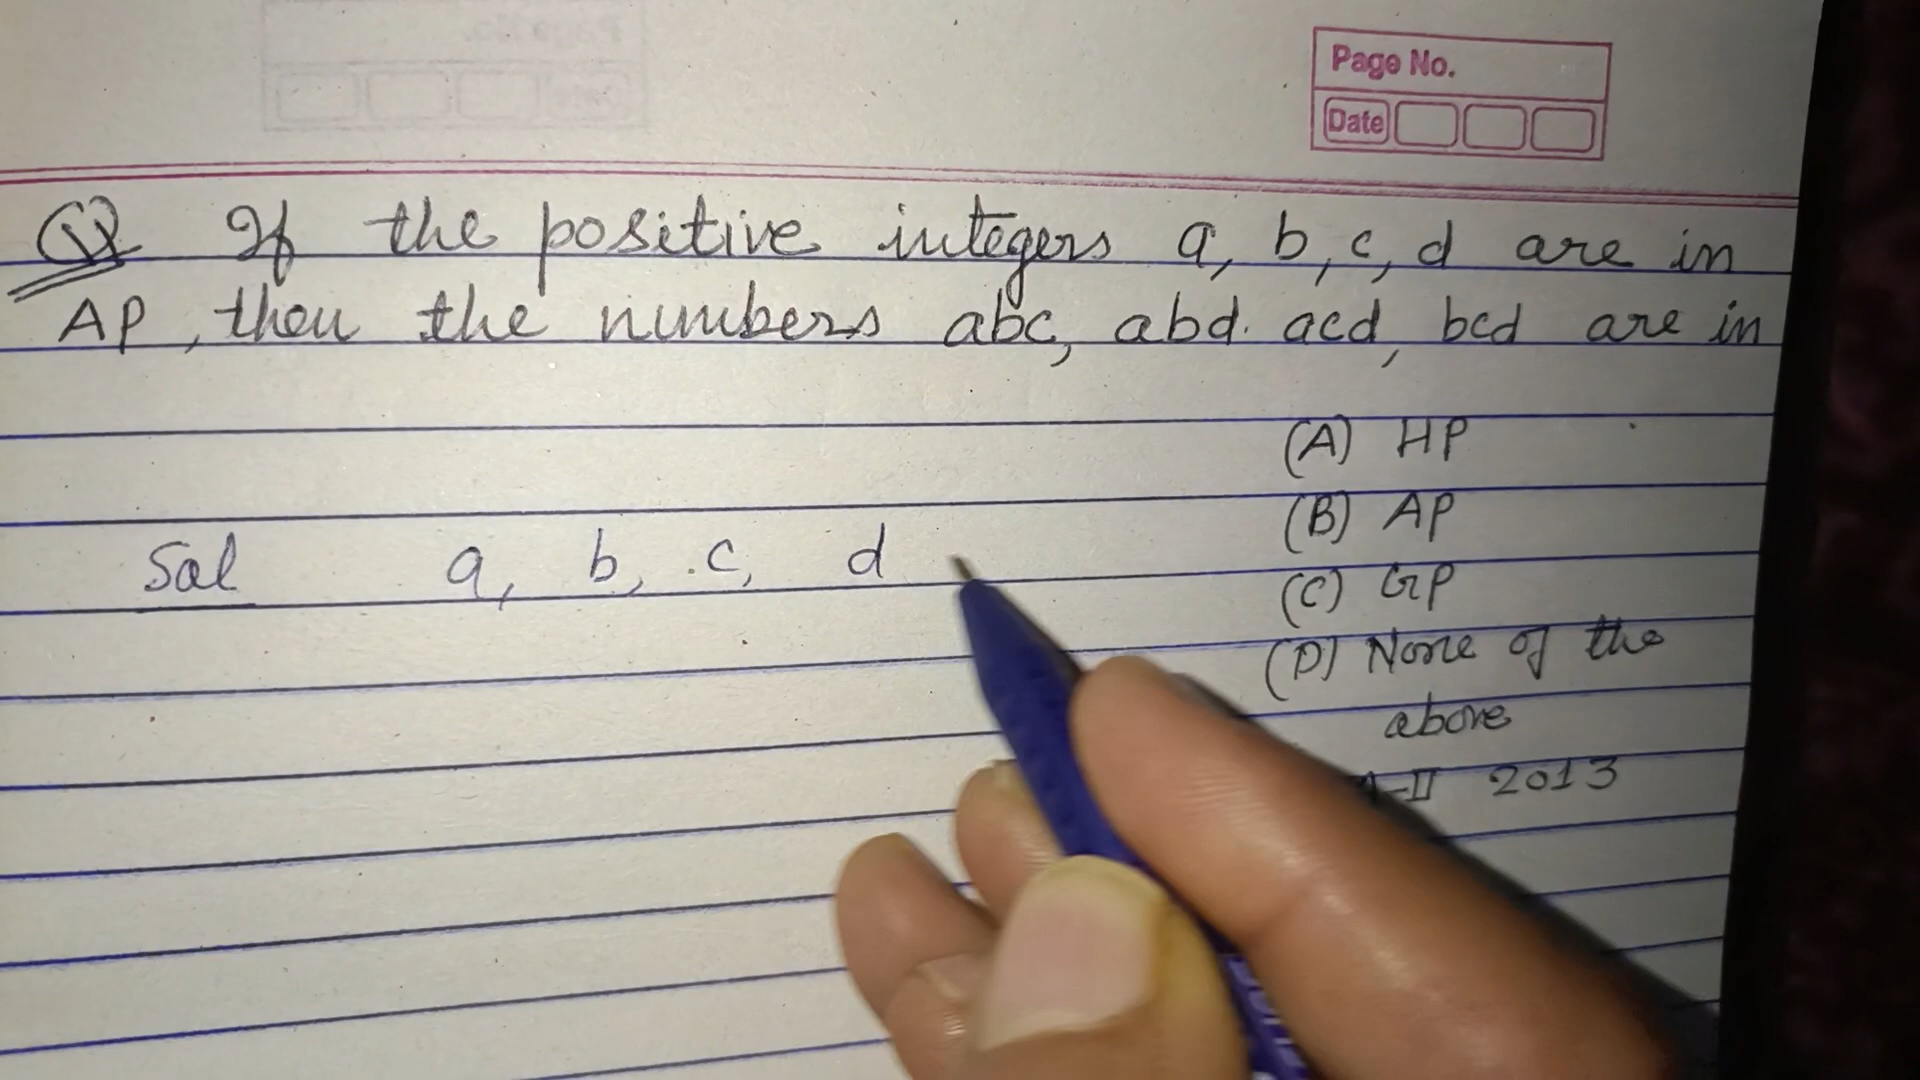 Page No.
Date
Q If the positive integers a, b, c, d are in
AP, then the numbers abc, abd. acd, bcd are in
(A) HP
(B) AP
(C) GP
(D) None of the
above
-II 2013
Sol a, b, c, d